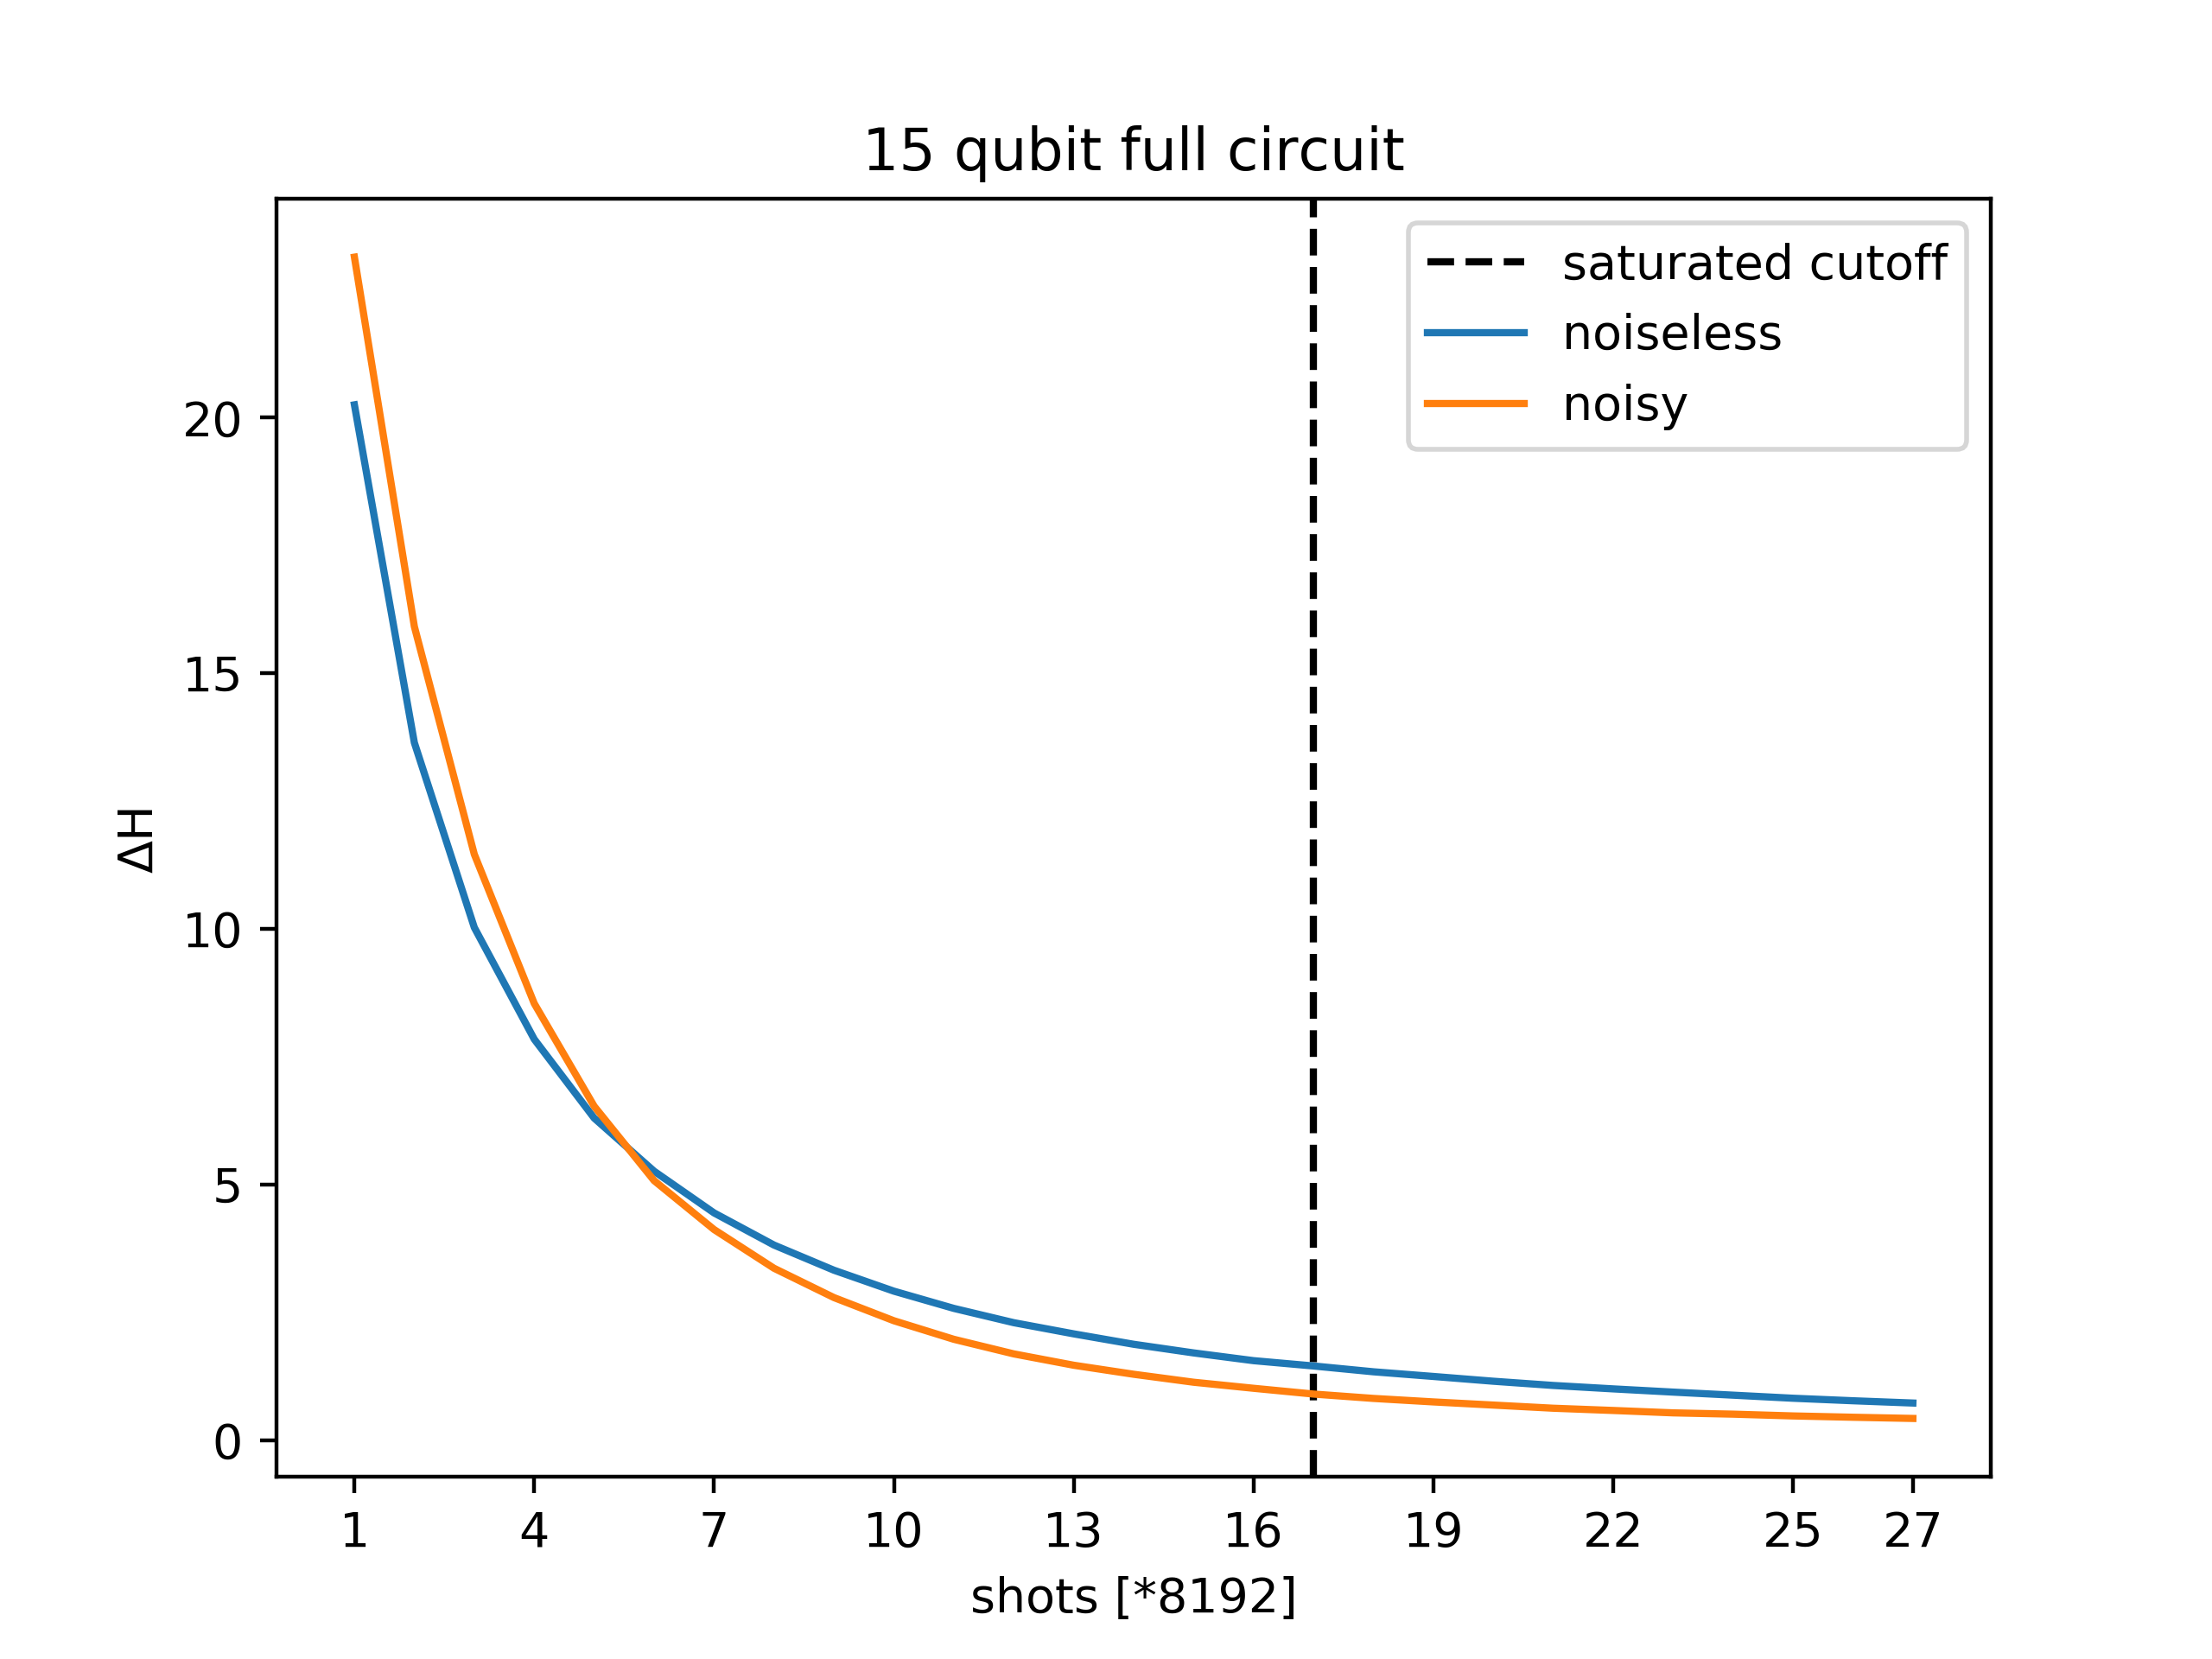 15 qubit full circuit
saturated cutoff
noiseless
noisy
20
15
10
5
0
ΔH
1 4 7 10 13 16 19 22 25 27
shots [*8192]